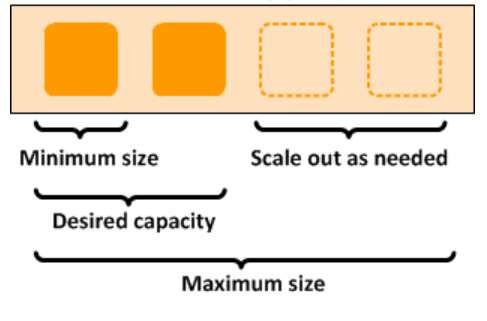 Minimum size
Scale out as needed
Desired capacity
Maximum size